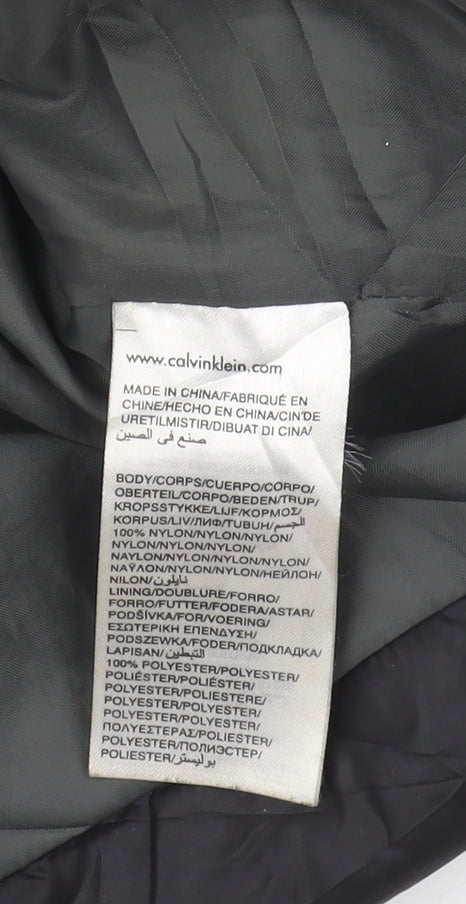 www.calvinklein.com
MADE IN CHINA/FABRIQUÉ EN
CHINE/HECHO EN CHINA/CIN'DE
URETILMISTIR/DIBUAT DI CINA/
صنع في الصين
BODY/CORPS/CUERPO/CORPO/
OBERTEIL/CORPO/BEDEN/TRUP/
KROPSSTYKKE/LIJF/ΚΟΡΜΟΣ/
KORPUS/LIV/ЛИФ/TUBUH/الجسم/
100% NYLON/NYLON/NYLON/
NYLON/NYLON/NYLON/
NAYLON/NYLON/NYLON/NYLON/
ΝΑΫΛΟΝ/NYLON/NYLON/НЕЙЛОН/
NILON/نايلون/
LINING/DOUBLURE/FORRO/
FORRO/FUTTER/FODERA/ASTAR/
PODŠÍVKA/FOR/VOERING/
ΕΣΩΤΕΡΙΚΗ ΕΠΕΝΔΥΣΗ/
PODSZEWKA/FODER/ПОДКЛАДКА/
LAPISAN/التبطين/
100% POLYESTER/POLYESTER/
POLIÉSTER/POLIÉSTER/
POLYESTER/POLIESTERE/
POLYESTER/POLYESTER/
POLYESTER/POLYESTER/
ΠΟΛΥΕΣΤΕΡΑΣ/POLIESTER/
POLYESTER/ПОЛИЭСТЕР/
POLIESTER/بوليستر/